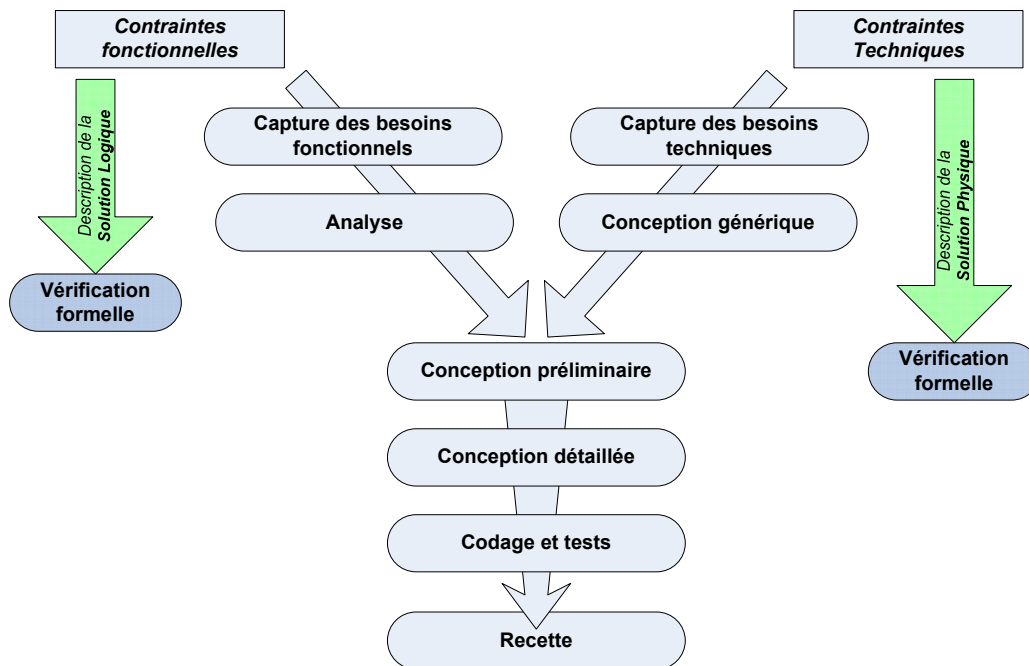 Contraintes
fonctionnelles
Contraintes
Techniques
Capture des besoins
fonctionnels
Capture des besoins
techniques
Description de la
Solution Logique
Description de la
Solution Physique
Analyse
Conception générique
Vérification
formelle
Vérification
formelle
Conception préliminaire
Conception détaillée
Codage et tests
Recette